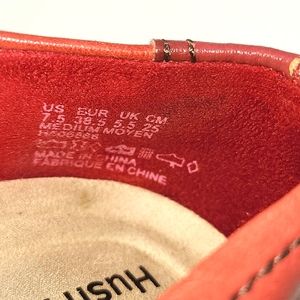 US EUR UK CM
7.5 38.5 5.5 25
MEDIUM MOYEN
MADE IN CHINA
FABRIQUE EN CHINE
Hush